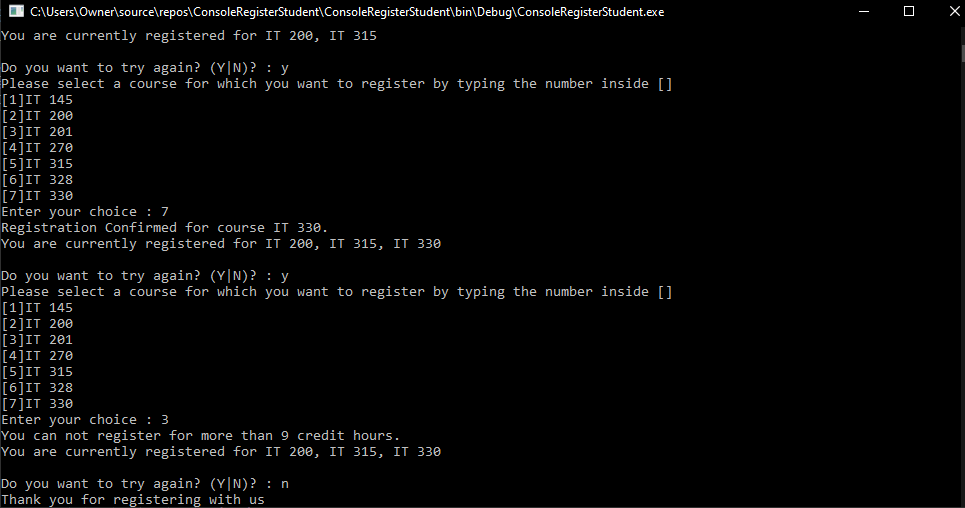 C:\Users\Owner\source\repos\ConsoleRegisterStudent\ConsoleRegisterStudent\bin\Debug\ConsoleRegisterStudent.exe
You are currently registered for IT 200, IT 315
Do you want to try again? (Y|N)? : y
Please select a course for which you want to register by typing the number inside []
[1]IT 145
[2]IT 200
[3]IT 201
[4]IT 270
[5]IT 315
[6]IT 328
[7]IT 330
Enter your choice : 7
Registration Confirmed for course IT 330.
You are currently registered for IT 200, IT 315, IT 330
Do you want to try again? (Y|N)? : y
Please select a course for which you want to register by typing the number inside []
[1]IT 145
[2]IT 200
[3]IT 201
[4]IT 270
[5]IT 315
[6]IT 328
[7]IT 330
Enter your choice : 3
You can not register for more than 9 credit hours.
You are currently registered for IT 200, IT 315, IT 330
Do you want to try again? (Y|N)? : n
Thank you for registering with us